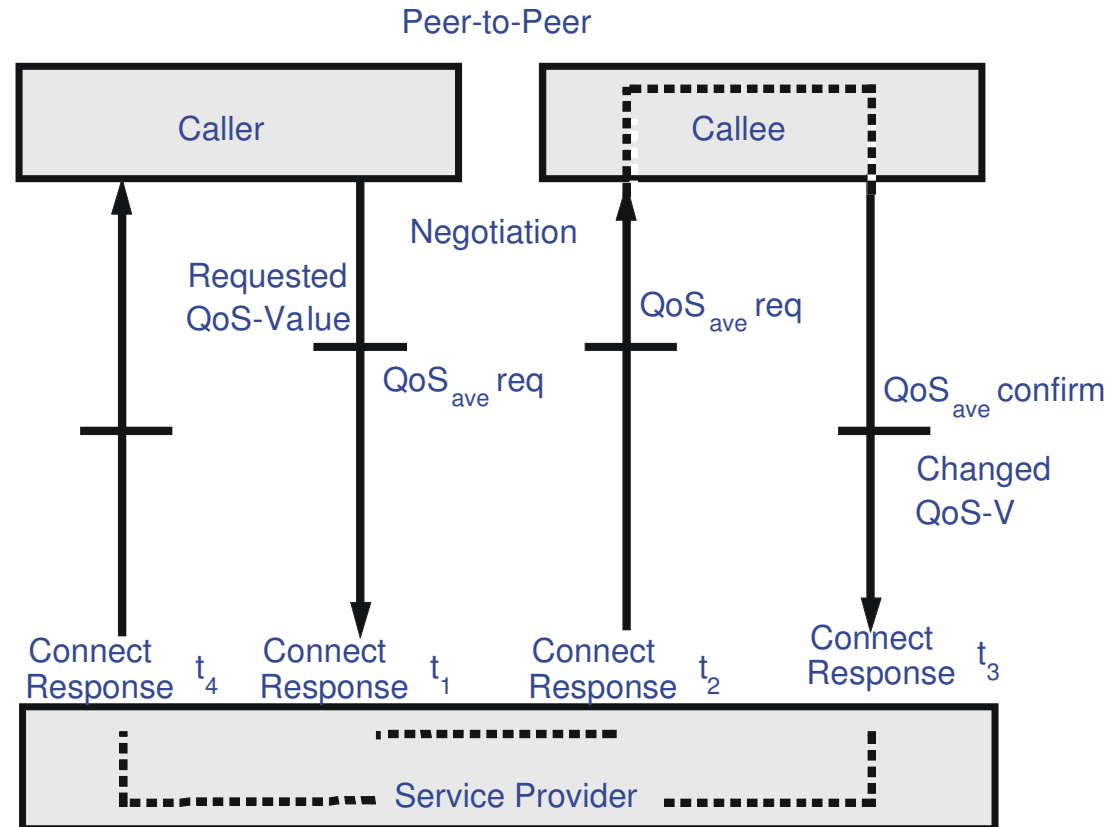 Peer-to-Peer
Caller
Callee
Negotiation
Requested
QoS-Value
QoS ave req
QoS ave req
QoS ave confirm
Changed
QoS-V
Connect
Response t4
Connect
Response t1
Connect
Response t2
Connect
Response t3
Service Provider